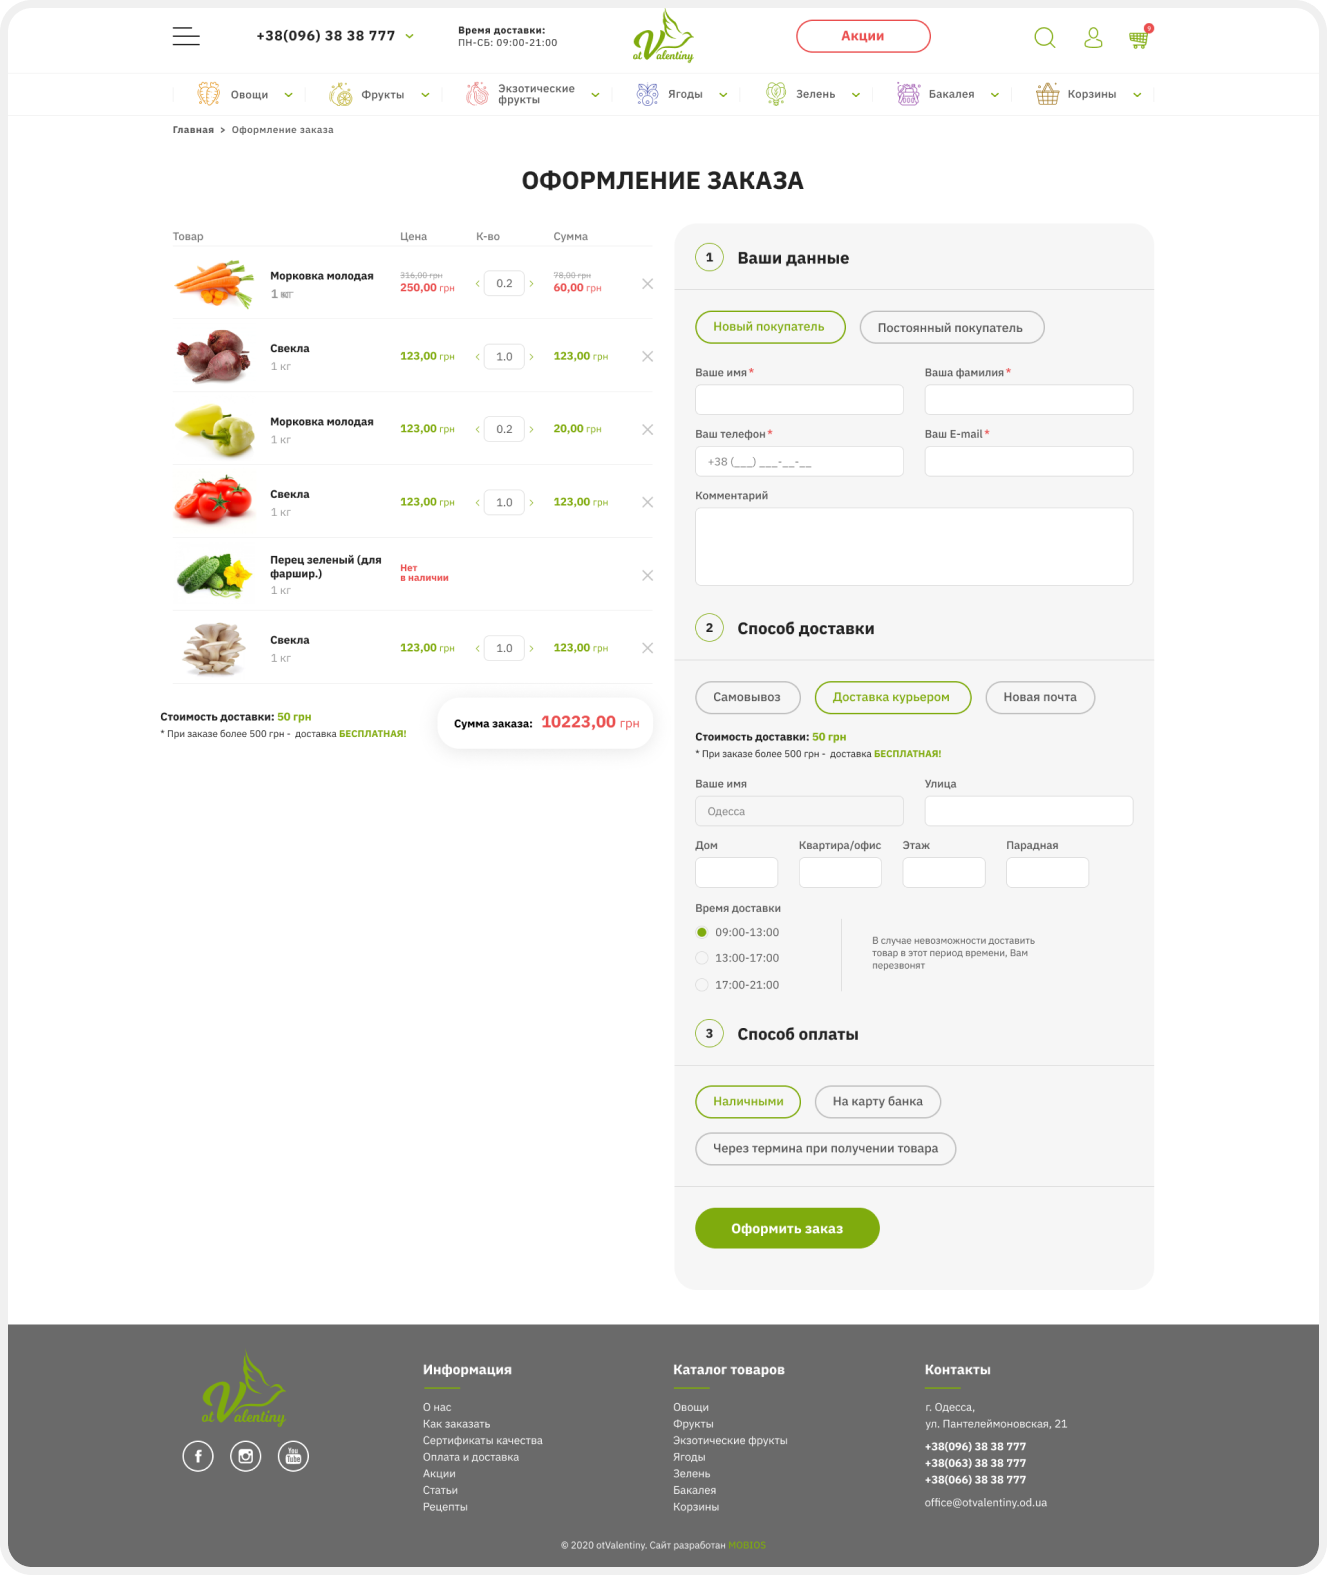 +38(096) 38 38 777
Время доставки:
ПН-СБ: 09:00-21:00
otValentiny
Акции
9
Овощи
Фрукты
Экзотические
фрукты
Ягоды
Зелень
Бакалея
Корзины
Главная > Оформление заказа
ОФОРМЛЕНИЕ ЗАКАЗА
Товар Цена К-во Сумма
Морковка молодая
1
316,00 грн
250,00 грн
0.2
78,00 грн
60,00 грн
Свекла
1 кг
123,00 грн
1.0
123,00 грн
Морковка молодая
1 кг
123,00 грн
0.2
20,00 грн
Свекла
1 кг
123,00 грн
1.0
123,00 грн
Перец зеленый (для
фаршир.)
1 кг
Нет
в наличии
Свекла
1 кг
123,00 грн
1.0
123,00 грн
Стоимость доставки: 50 грн
* При заказе более 500 грн - доставка БЕСПЛАТНАЯ!
Сумма заказа: 10223,00 грн
1 Ваши данные
Новый покупатель
Постоянный покупатель
Ваше имя*
Ваша фамилия*
Ваш телефон*
Ваш E-mail*
+38 (___) ___-__-__
Комментарий
2 Способ доставки
Самовывоз
Доставка курьером
Новая почта
Стоимость доставки: 50 грн
* При заказе более 500 грн - доставка БЕСПЛАТНАЯ!
Ваше имя
Улица
Одесса
Дом
Квартира/офис
Этаж
Парадная
Время доставки
09:00-13:00
13:00-17:00
17:00-21:00
В случае невозможности доставить
товар в этот период времени, Вам
перезвонят
3 Способ оплаты
Наличными
На карту банка
Через термина при получении товара
Оформить заказ
otValentiny
f
You
Tube
Информация
О нас
Как заказать
Сертификаты качества
Оплата и доставка
Акции
Статьи
Рецепты
Каталог товаров
Овощи
Фрукты
Экзотические фрукты
Ягоды
Зелень
Бакалея
Корзины
Контакты
г. Одесса,
ул. Пантелеймоновская, 21
+38(096) 38 38 777
+38(063) 38 38 777
+38(066) 38 38 777
office@otvalentiny.od.ua
© 2020 otValentiny. Сайт разработан MOBIOS